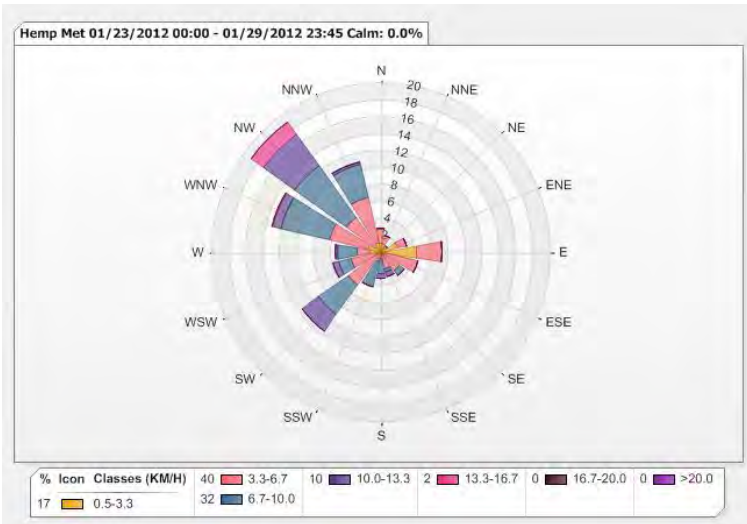 Hemp Met 01/23/2012 00:00 - 01/29/2012 23:45 Calm: 0.0%
N
NNW
20
NNE
18
NW
16
NE
14
12
WNW
10
ENE
8
6
4
2
W
E
WSW
ESE
SW
SE
SSW
SSE
S
% Icon Classes (KM/H)
17 0.5-3.3
40 3.3-6.7
32 6.7-10.0
10 10.0-13.3
2 13.3-16.7
0 16.7-20.0
0 >20.0